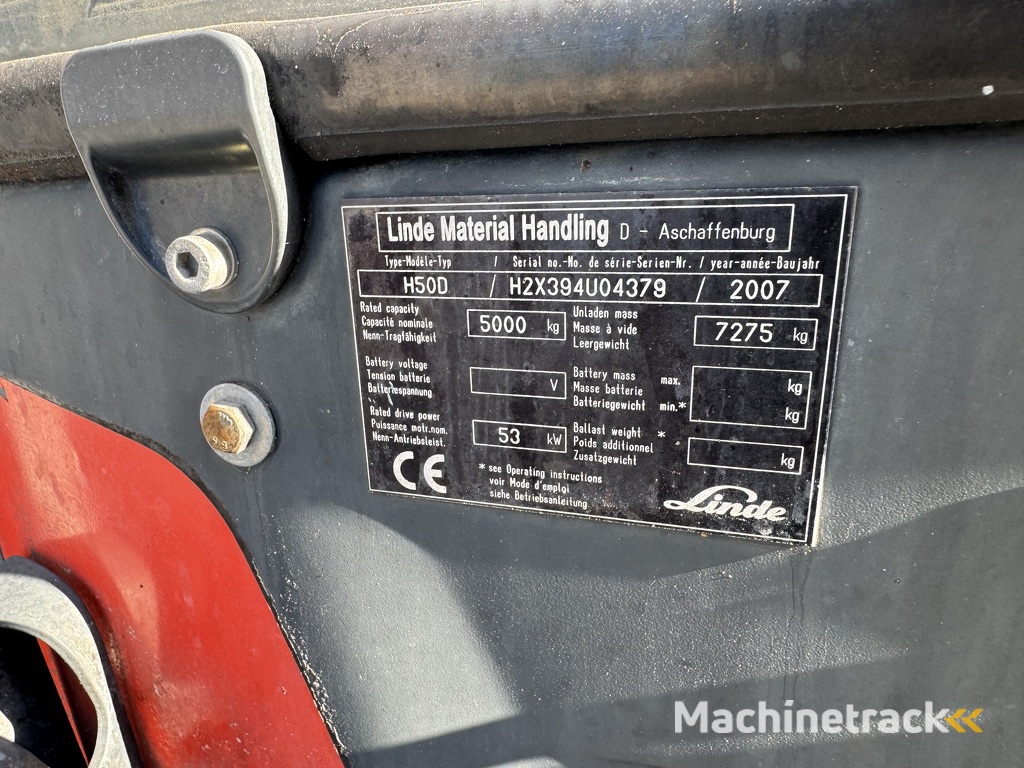 Linde Material Handling D - Aschaffenburg
Type-Modèle-Typ / Serial no.-No. de série-Serien-Nr. / year-année-Baujahr
H50D / H2X394U04379 / 2007
Rated capacity
Capacité nominale
Nenn-Tragfähigkeit
5000 kg
Unladen mass
Masse à vide
Leergewicht
7275 kg
Battery voltage
Tension batterie
Batteriespannung
V
Battery mass max.
Masse batterie
Batteriegewicht min.*
kg
kg
Rated drive power
Puissance motr.nom.
Nenn-Antriebsleist.
53 kW
Ballast weight *
Poids additionnel
Zusatzgewicht
kg
CE
* see Operating instructions
voir Mode d'emploi
siehe Betriebsanleitung
Linde
Machinetrack